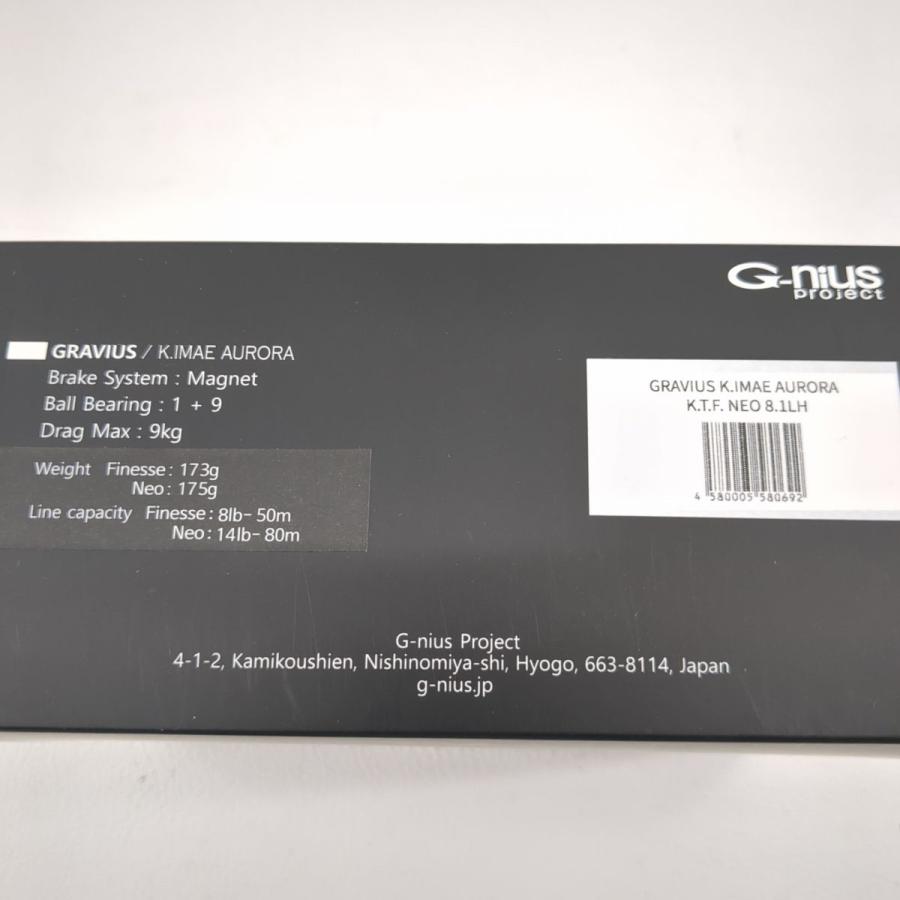 G-nius
project
GRAVIUS / K.IMAE AURORA
Brake System : Magnet
Ball Bearing : 1 + 9
Drag Max : 9kg
Weight Finesse: 173g
Neo: 175g
Line capacity Finesse: 8lb-50m
Neo: 14lb-80m
GRAVIUS K.IMAE AURORA
K.T.F. NEO 8.1LH
4 580005 580692
G-nius Project
4-1-2, Kamikoushien, Nishinomiya-shi, Hyogo, 663-8114, Japan
g-nius.jp